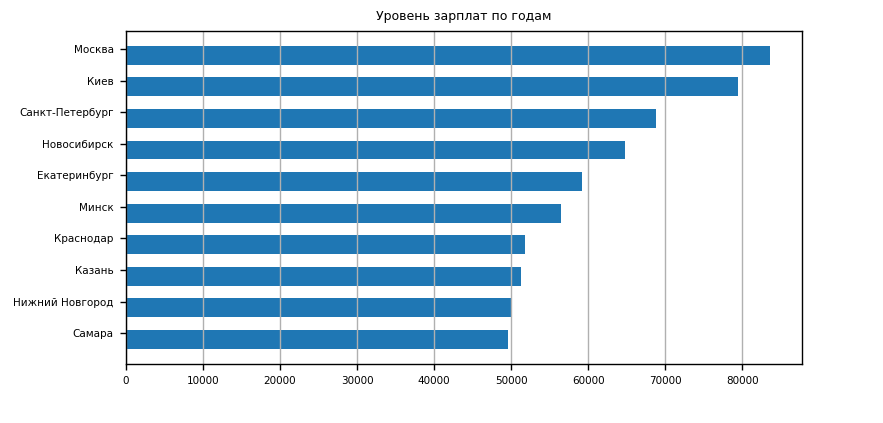 Уровень зарплат по годам
Москва
Киев
Санкт-Петербург
Новосибирск
Екатеринбург
Минск
Краснодар
Казань
Нижний Новгород
Самара
0 10000 20000 30000 40000 50000 60000 70000 80000